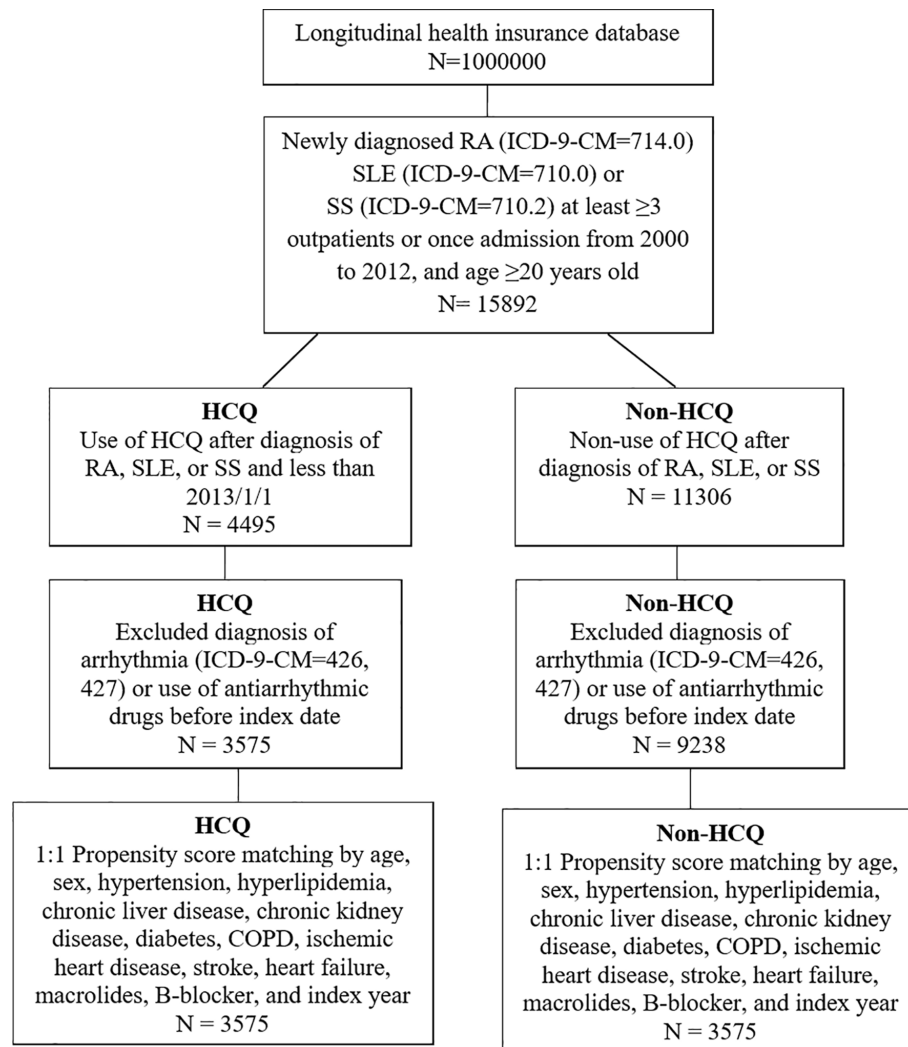 Longitudinal health insurance database
N=1000000
Newly diagnosed RA (ICD-9-CM=714.0)
SLE (ICD-9-CM=710.0) or
SS (ICD-9-CM=710.2) at least ≥3
outpatients or once admission from 2000
to 2012, and age ≥20 years old
N= 15892
HCQ
Use of HCQ after diagnosis of
RA, SLE, or SS and less than
2013/1/1
N = 4495
Non-HCQ
Non-use of HCQ after
diagnosis of RA, SLE, or SS
N = 11306
HCQ
Excluded diagnosis of
arrhythmia (ICD-9-CM=426,
427) or use of antiarrhythmic
drugs before index date
N = 3575
Non-HCQ
Excluded diagnosis of
arrhythmia (ICD-9-CM=426,
427) or use of antiarrhythmic
drugs before index date
N = 9238
HCQ
1:1 Propensity score matching by age,
sex, hypertension, hyperlipidemia,
chronic liver disease, chronic kidney
disease, diabetes, COPD, ischemic
heart disease, stroke, heart failure,
macrolides, B-blocker, and index year
N = 3575
Non-HCQ
1:1 Propensity score matching by age,
sex, hypertension, hyperlipidemia,
chronic liver disease, chronic kidney
disease, diabetes, COPD, ischemic
heart disease, stroke, heart failure,
macrolides, B-blocker, and index year
N = 3575